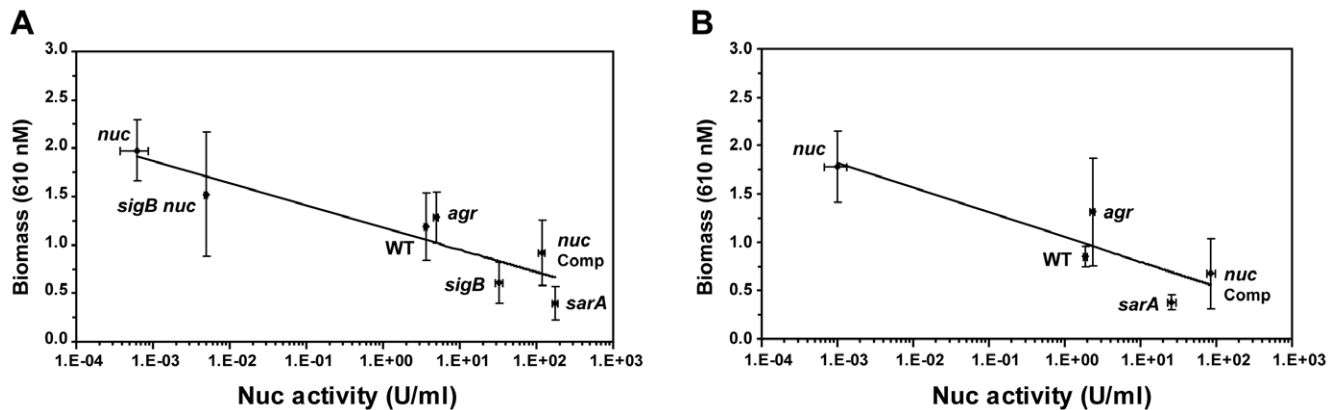 A
3.0
2.5
2.0
1.5
1.0
0.5
0.0
Biomass (610 nM)
nuc
sigB nuc
WT
agr
sigB
nuc
Comp
sarA
1.E-04
1.E-03
1.E-02
1.E-01
1.E+00
1.E+01
1.E+02
1.E+03
Nuc activity (U/ml)
B
3.0
2.5
2.0
1.5
1.0
0.5
0.0
Biomass (610 nM)
nuc
agr
WT
sarA
nuc
Comp
1.E-04
1.E-03
1.E-02
1.E-01
1.E+00
1.E+01
1.E+02
1.E+03
Nuc activity (U/ml)